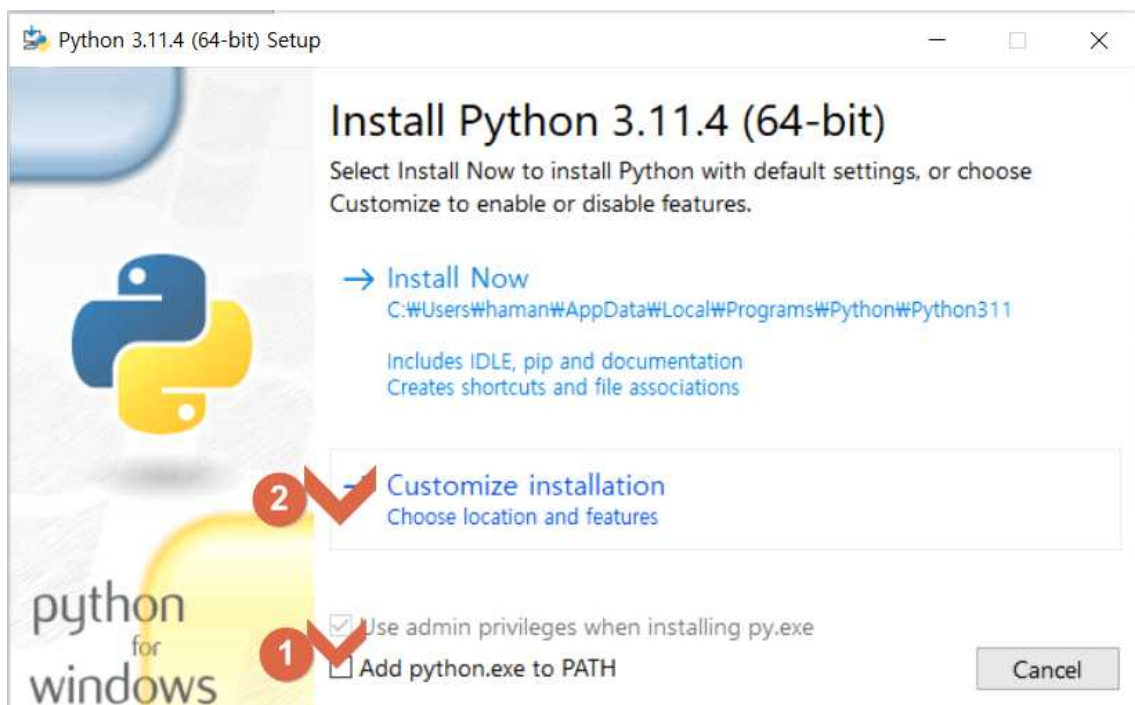 Python 3.11.4 (64-bit) Setup
Install Python 3.11.4 (64-bit)
Select Install Now to install Python with default settings, or choose
Customize to enable or disable features.
Install Now
C:₩Users₩haman₩AppData₩Local₩Programs₩Python₩Python311
Includes IDLE, pip and documentation
Creates shortcuts and file associations
2
Customize installation
Choose location and features
python
for
windows
Use admin privileges when installing py.exe
1
Add python.exe to PATH
Cancel